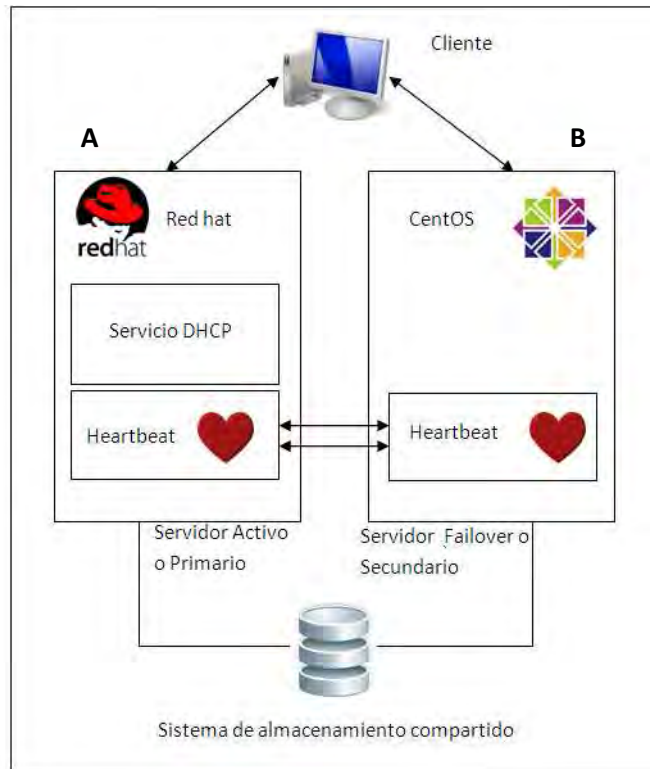 Cliente
A
B
redhat
Red hat
CentOS
Servicio DHCP
Heartbeat
Heartbeat
Servidor Activo
o Primario
Servidor Failover o
Secundario
Sistema de almacenamiento compartido